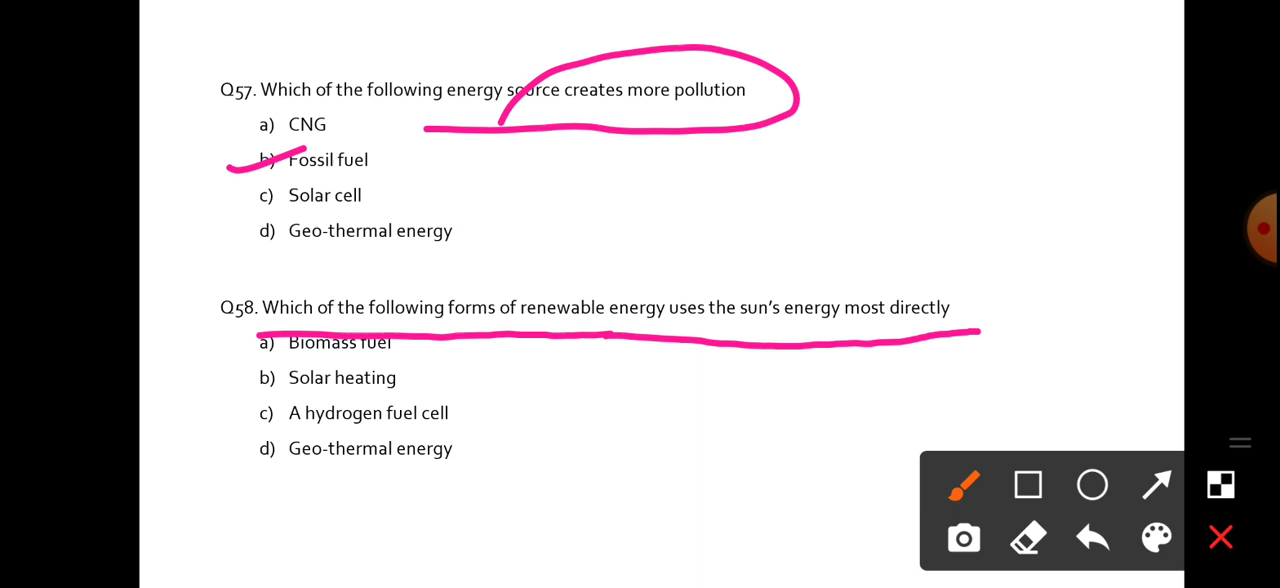 Q57. Which of the following energy source creates more pollution
a) CNG
b) Fossil fuel
c) Solar cell
d) Geo-thermal energy
Q58. Which of the following forms of renewable energy uses the sun's energy most directly
a) Biomass fuel
b) Solar heating
c) A hydrogen fuel cell
d) Geo-thermal energy